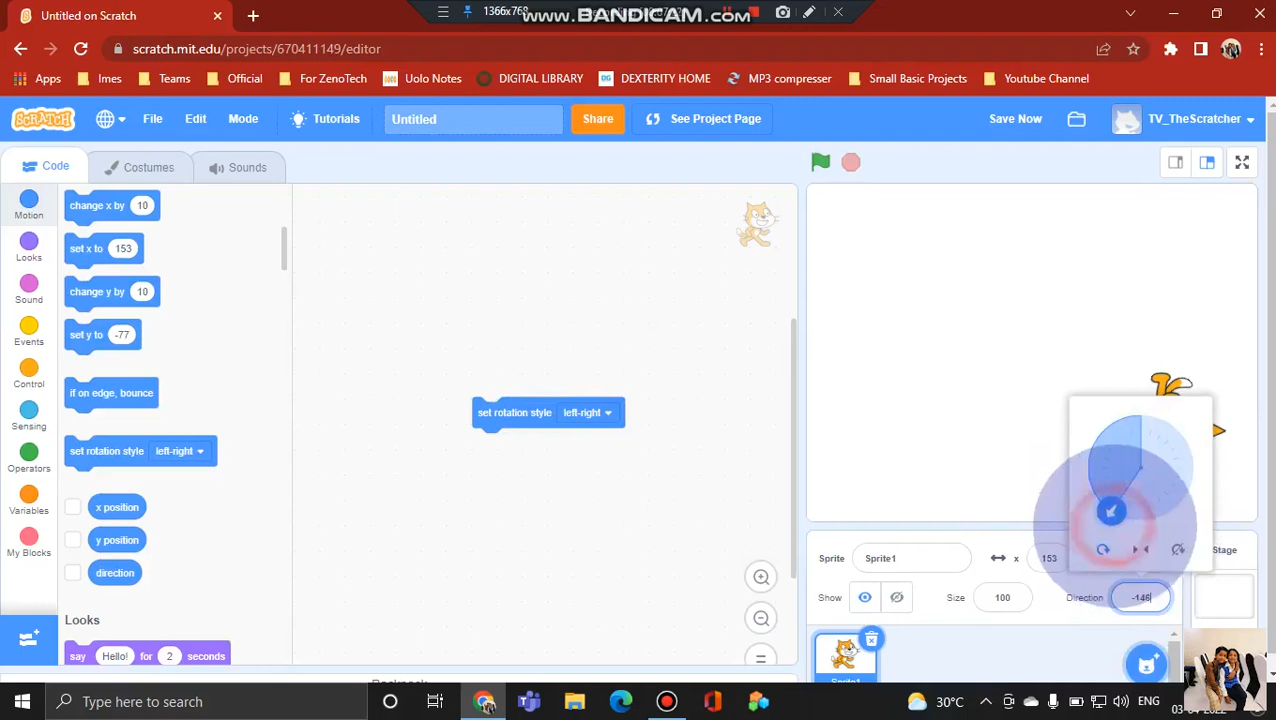 Untitled on Scratch
1366x768
www.BANDICAM.com
scratch.mit.edu/projects/670411149/editor
Apps
Imes
Teams
Official
For ZenoTech
Uolo Notes
DIGITAL LIBRARY
DEXTERITY HOME
MP3 compresser
Small Basic Projects
Youtube Channel
SCRATCH
File
Edit
Mode
Tutorials
Untitled
Share
See Project Page
Save Now
TV_TheScratcher
Code
Costumes
Sounds
Motion
Looks
Sound
Events
Control
Sensing
Operators
Variables
My Blocks
change x by 10
set x to 153
change y by 10
set y to -77
if on edge, bounce
set rotation style left-right
x position
y position
direction
Looks
say Hello! for 2 seconds
set rotation style left-right
Sprite
Sprite1
x
153
Show
Size
100
Direction
-146
Stage
Sprite1
Type here to search
30°C
ENG